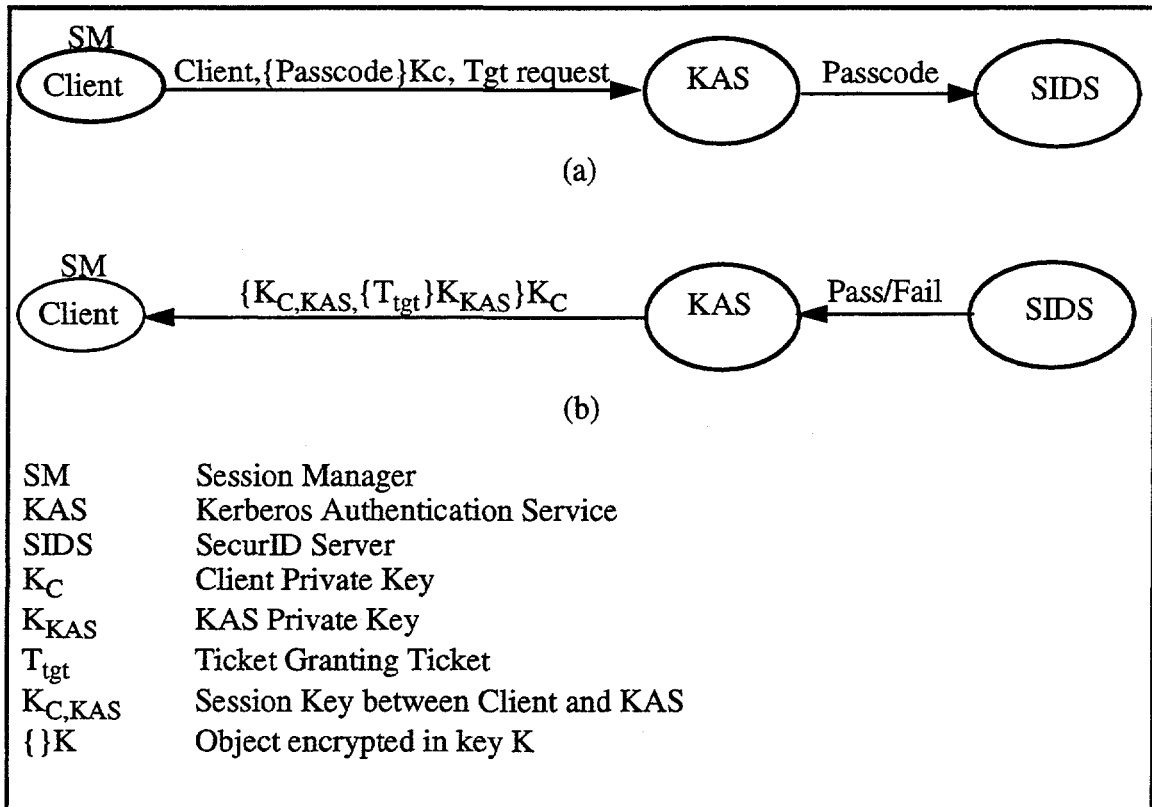 SM
Client
Client,{Passcode}Kc, Tgt request
KAS
Passcode
SIDS
(a)
SM
Client
{K_C,KAS,{T_tgt}K_KAS}K_C
KAS
Pass/Fail
SIDS
(b)
SM Session Manager
KAS Kerberos Authentication Service
SIDS SecurID Server
K_C Client Private Key
K_KAS KAS Private Key
T_tgt Ticket Granting Ticket
K_C,KAS Session Key between Client and KAS
{ }K Object encrypted in key K